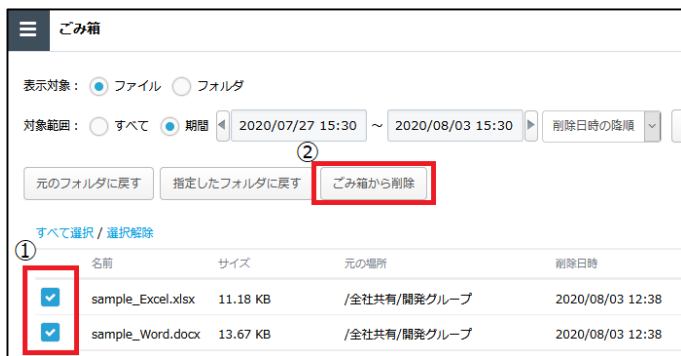 ごみ箱
表示対象： ファイル フォルダ
対象範囲： すべて 期間 2020/07/27 15:30 ～ 2020/08/03 15:30 削除日時の降順
②
元のフォルダに戻す 指定したフォルダに戻す ごみ箱から削除
すべて選択 / 選択解除
①
名前 サイズ 元の場所 削除日時
sample_Excel.xlsx 11.18 KB /全社共有/開発グループ 2020/08/03 12:38
sample_Word.docx 13.67 KB /全社共有/開発グループ 2020/08/03 12:38